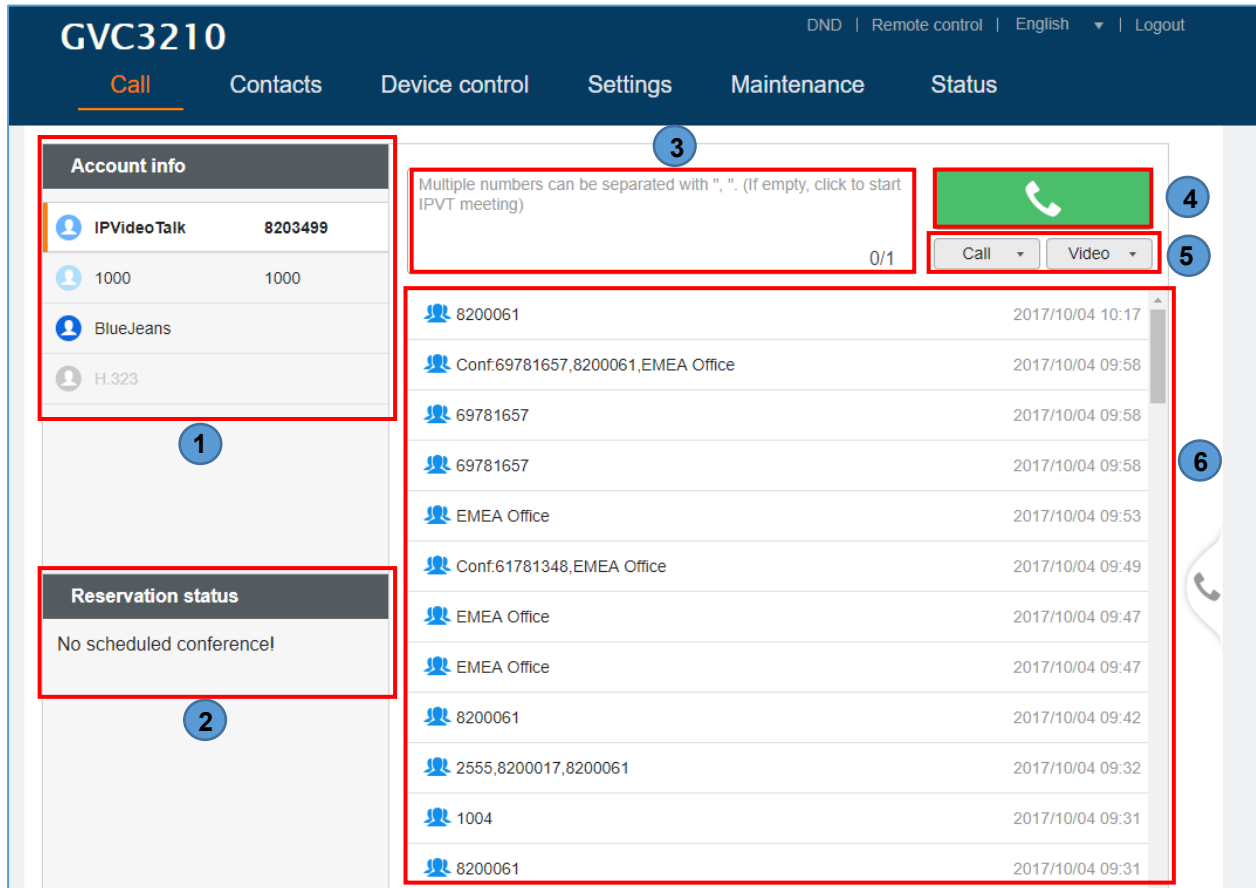 GVC3210
DND | Remote control | English ▾ | Logout
Call Contacts Device control Settings Maintenance Status
Account info
IPVideoTalk 8203499
1000 1000
BlueJeans
H.323
1
Reservation status
No scheduled conference!
2
3
Multiple numbers can be separated with ", ". (If empty, click to start
IPVT meeting)
0/1
4
Call ▾ Video ▾
5
8200061 2017/10/04 10:17
Conf:69781657,8200061,EMEA Office 2017/10/04 09:58
69781657 2017/10/04 09:58
69781657 2017/10/04 09:58
EMEA Office 2017/10/04 09:53
Conf:61781348,EMEA Office 2017/10/04 09:49
EMEA Office 2017/10/04 09:47
EMEA Office 2017/10/04 09:47
8200061 2017/10/04 09:42
2555,8200017,8200061 2017/10/04 09:32
1004 2017/10/04 09:31
8200061 2017/10/04 09:31
6